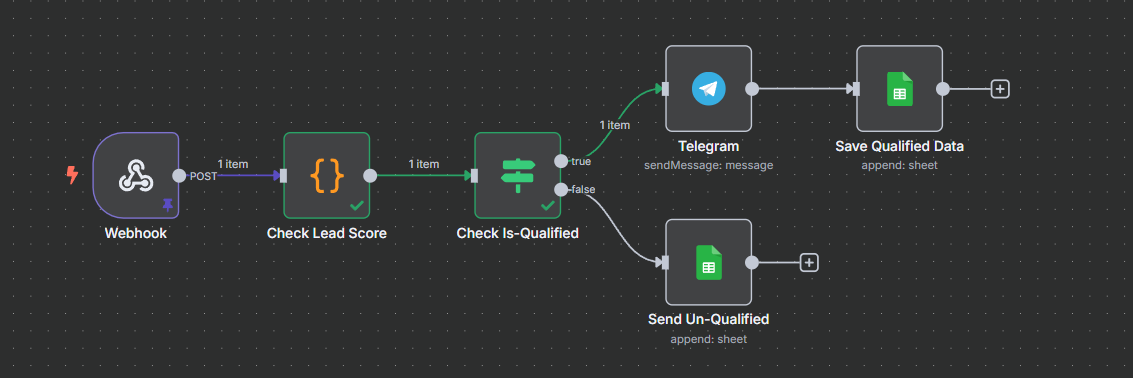 1 item
Telegram
sendMessage: message
Save Qualified Data
append: sheet
1 item
POST
1 item
true
false
Webhook
Check Lead Score
Check Is-Qualified
Send Un-Qualified
append: sheet